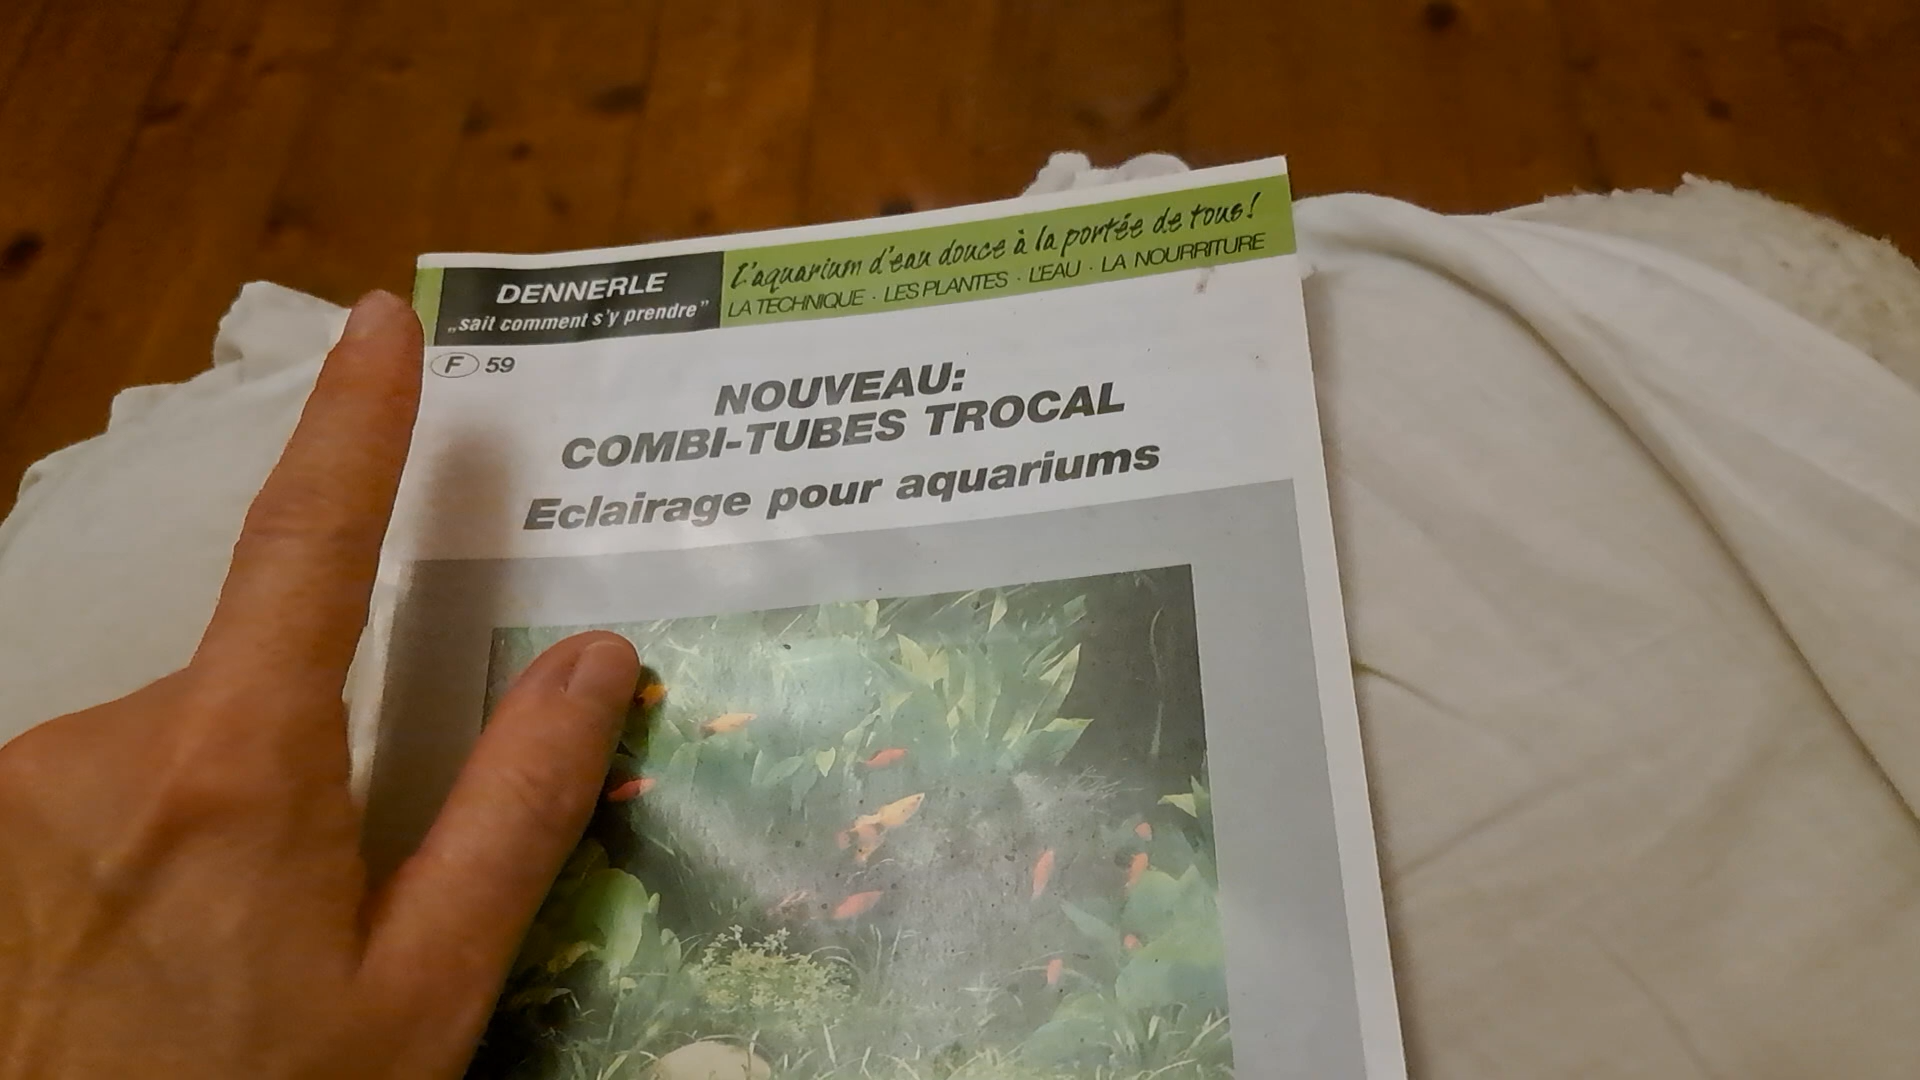 DENNERLE
„sait comment s'y prendre”
L'aquarium d'eau douce à la portée de tous!
LA TECHNIQUE · LES PLANTES · L'EAU · LA NOURRITURE
F 59
NOUVEAU:
COMBI-TUBES TROCAL
Eclairage pour aquariums